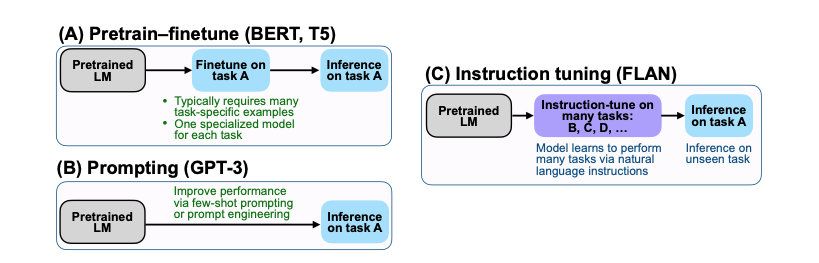 (A) Pretrain–finetune (BERT, T5)
Pretrained
LM
Finetune on
task A
Inference
on task A
• Typically requires many
task-specific examples
• One specialized model
for each task
(B) Prompting (GPT-3)
Pretrained
LM
Improve performance
via few-shot prompting
or prompt engineering
Inference
on task A
(C) Instruction tuning (FLAN)
Pretrained
LM
Instruction-tune on
many tasks:
B, C, D, …
Inference
on task A
Model learns to perform
many tasks via natural
language instructions
Inference on
unseen task